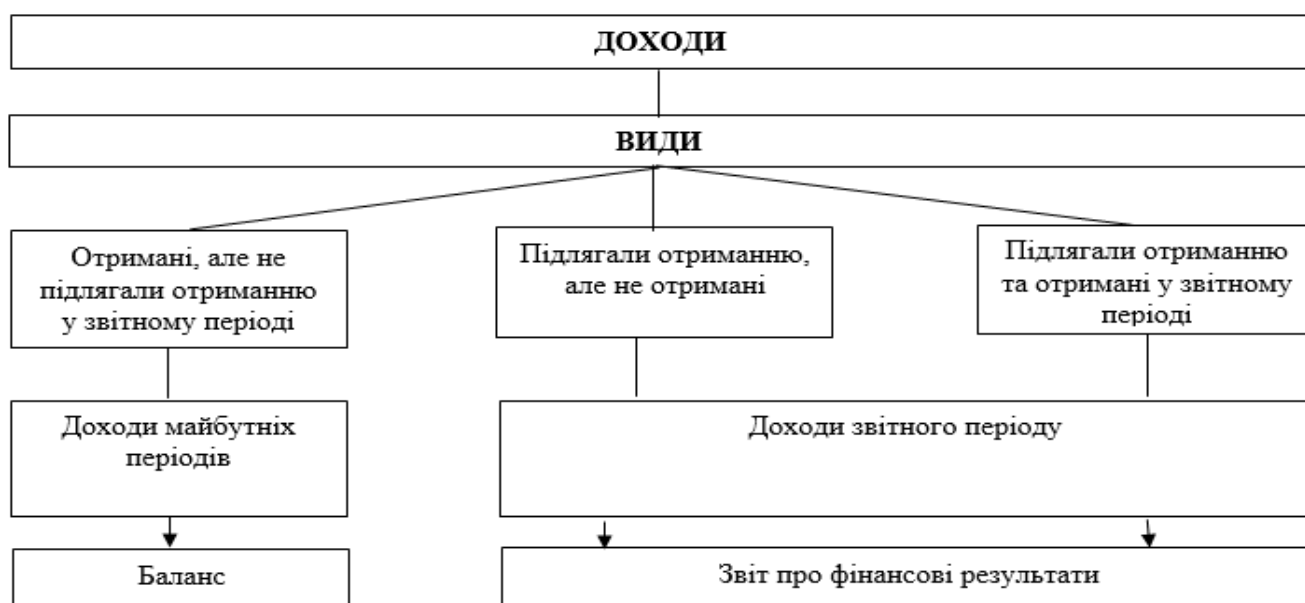 ДОХОДИ
ВИДИ
Отримані, але не
підлягали отриманню
у звітному періоді
Підлягали отриманню,
але не отримані
Підлягали отриманню
та отримані у звітному
періоді
Доходи майбутніх
періодів
Доходи звітного періоду
Баланс
Звіт про фінансові результати